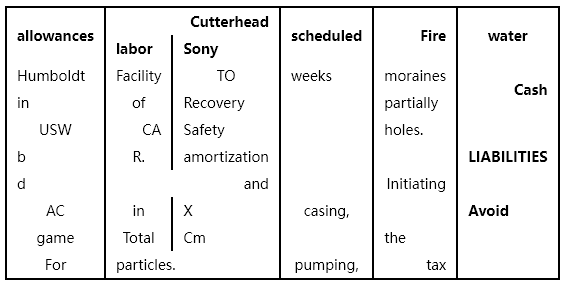 Cutterhead
allowances labor Sony scheduled Fire water
Humboldt Facility TO weeks moraines Cash
in of Recovery partially
USW CA Safety holes.
b R. amortization LIABILITIES
d and Initiating
AC in X casing, Avoid
game Total Cm the
For particles. pumping, tax